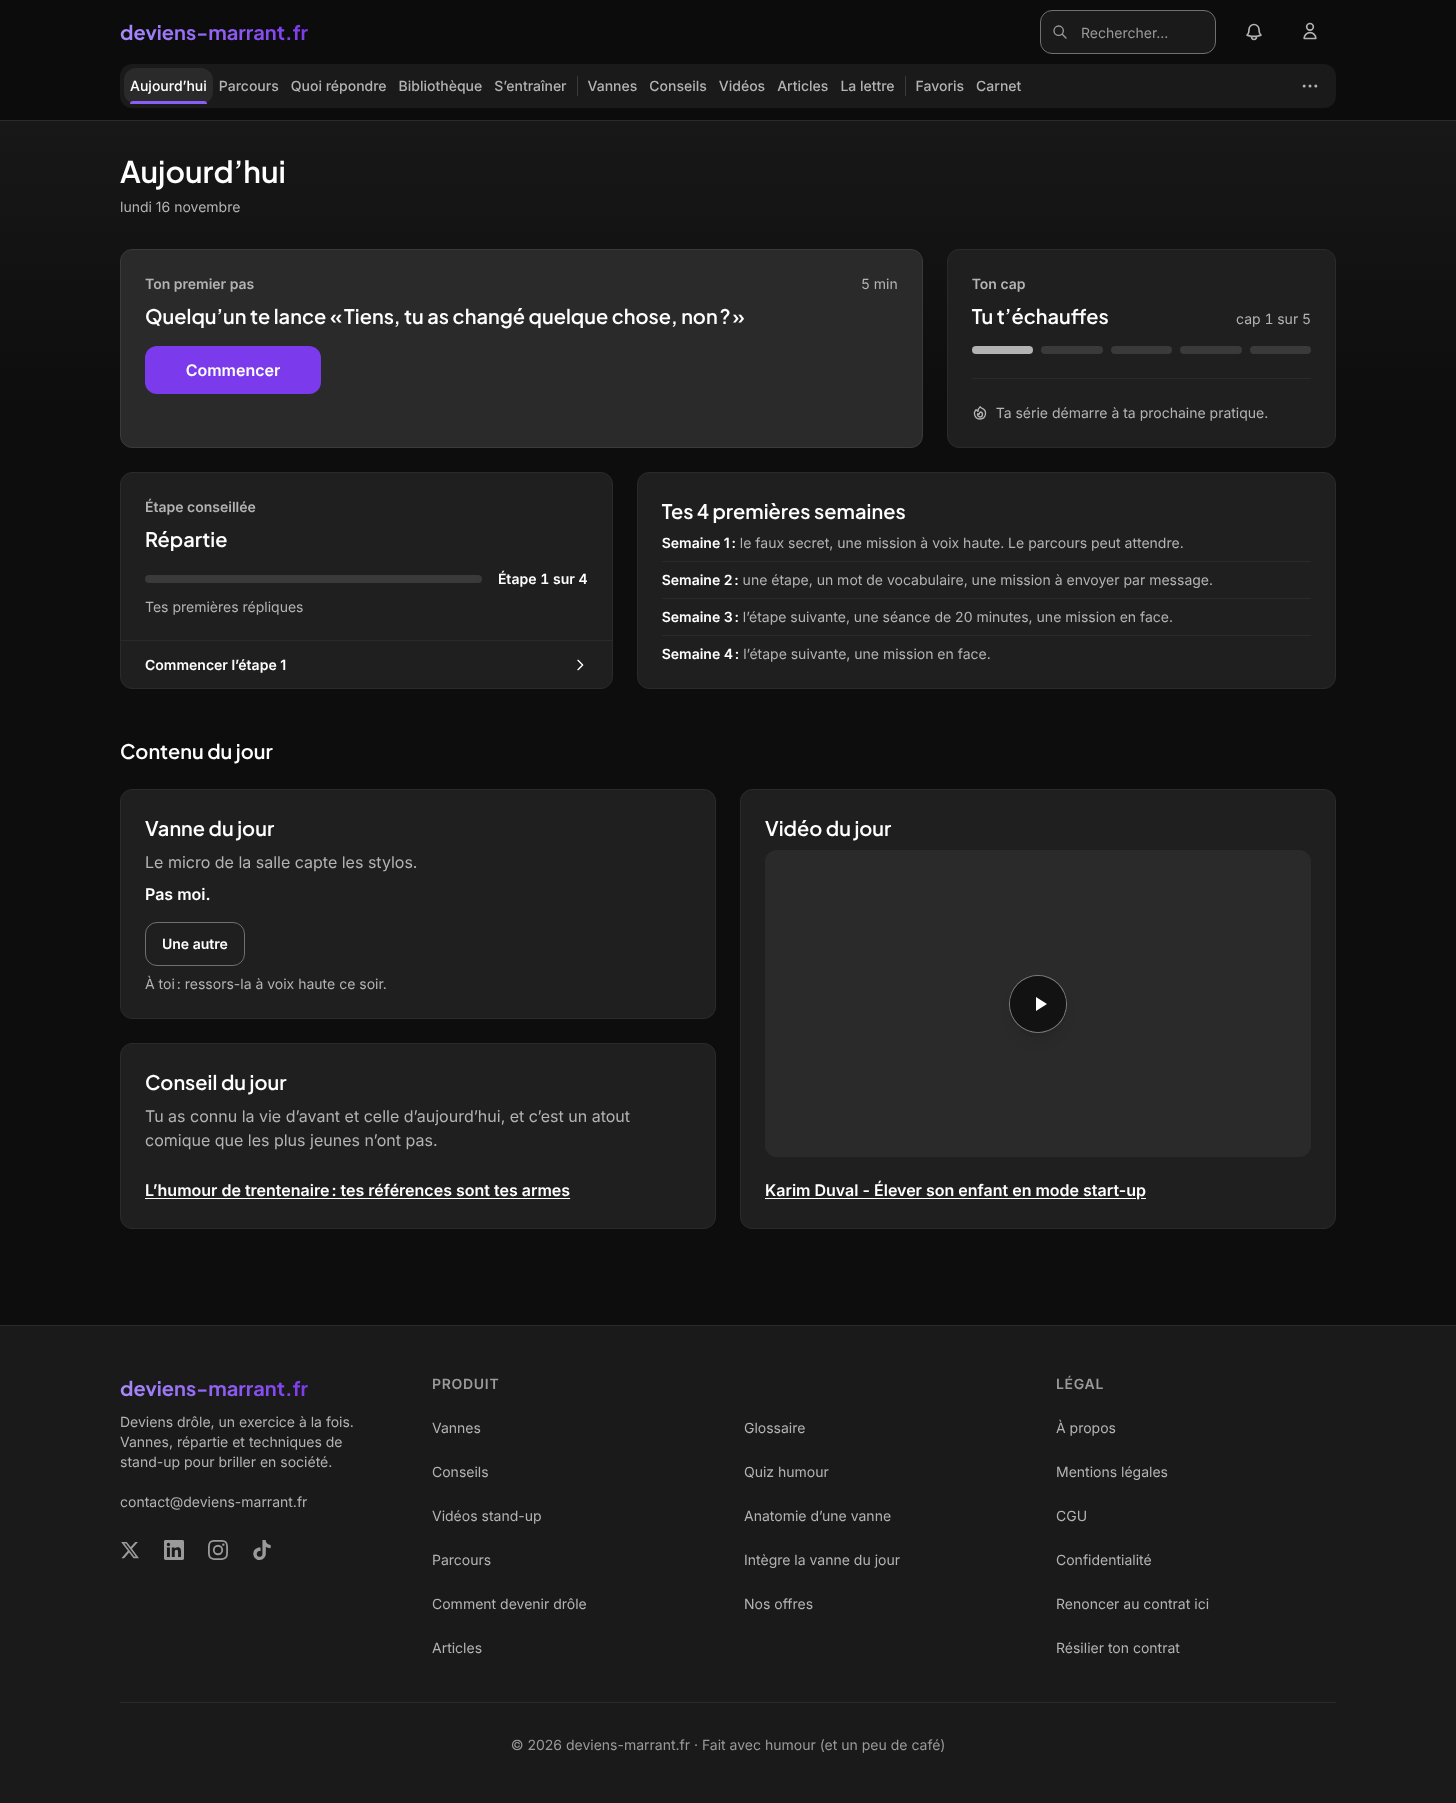 deviens-marrant.fr
Rechercher...
Aujourd’hui Parcours Quoi répondre Bibliothèque S’entraîner Vannes Conseils Vidéos Articles La lettre Favoris Carnet
Aujourd’hui
lundi 16 novembre
Ton premier pas
5 min
Quelqu’un te lance « Tiens, tu as changé quelque chose, non ? »
Commencer
Ton cap
Tu t’échauffes
cap 1 sur 5
Ta série démarre à ta prochaine pratique.
Étape conseillée
Répartie
Étape 1 sur 4
Tes premières répliques
Commencer l’étape 1
Tes 4 premières semaines
Semaine 1 : le faux secret, une mission à voix haute. Le parcours peut attendre.
Semaine 2 : une étape, un mot de vocabulaire, une mission à envoyer par message.
Semaine 3 : l’étape suivante, une séance de 20 minutes, une mission en face.
Semaine 4 : l’étape suivante, une mission en face.
Contenu du jour
Vanne du jour
Le micro de la salle capte les stylos.
Pas moi.
Une autre
À toi : ressors-la à voix haute ce soir.
Conseil du jour
Tu as connu la vie d’avant et celle d’aujourd’hui, et c’est un atout
comique que les plus jeunes n’ont pas.
L’humour de trentenaire : tes références sont tes armes
Vidéo du jour
Karim Duval - Élever son enfant en mode start-up
deviens-marrant.fr
Deviens drôle, un exercice à la fois.
Vannes, répartie et techniques de
stand-up pour briller en société.
contact@deviens-marrant.fr
PRODUIT
Vannes
Conseils
Vidéos stand-up
Parcours
Comment devenir drôle
Articles
Glossaire
Quiz humour
Anatomie d’une vanne
Intègre la vanne du jour
Nos offres
LÉGAL
À propos
Mentions légales
CGU
Confidentialité
Renoncer au contrat ici
Résilier ton contrat
© 2026 deviens-marrant.fr · Fait avec humour (et un peu de café)